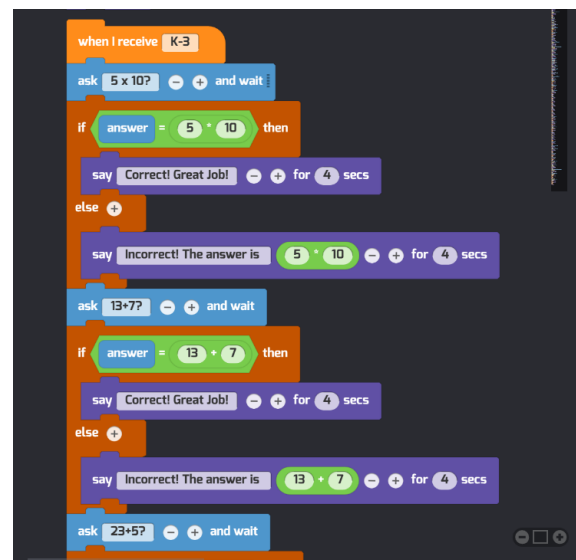 when I receive K-3
ask 5 x 10? − + and wait
if answer = 5 * 10 then
say Correct! Great Job! − + for 4 secs
else +
say Incorrect! The answer is 5 * 10 − + for 4 secs
ask 13+7? − + and wait
if answer = 13 + 7 then
say Correct! Great Job! − + for 4 secs
else +
say Incorrect! The answer is 13 + 7 − + for 4 secs
ask 23+5? − + and wait